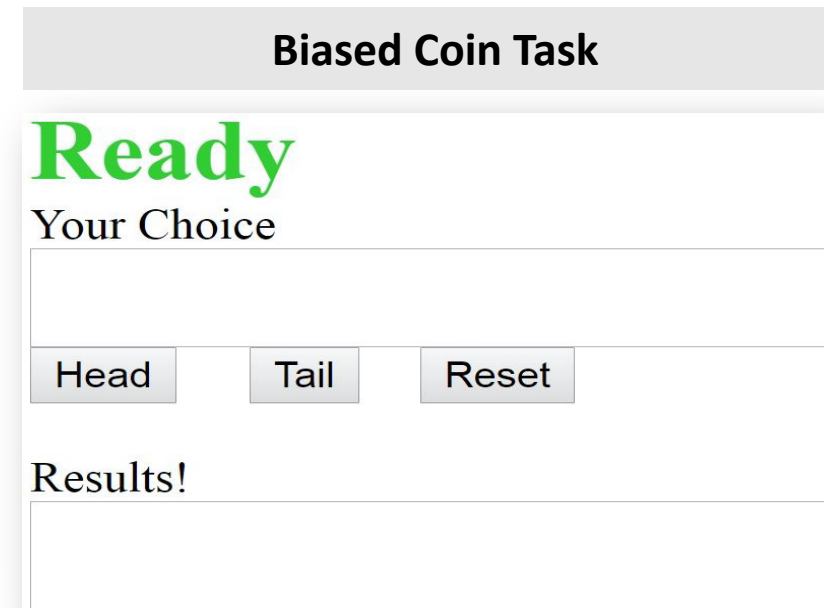 Biased Coin Task
Ready
Your Choice
Head Tail Reset
Results!